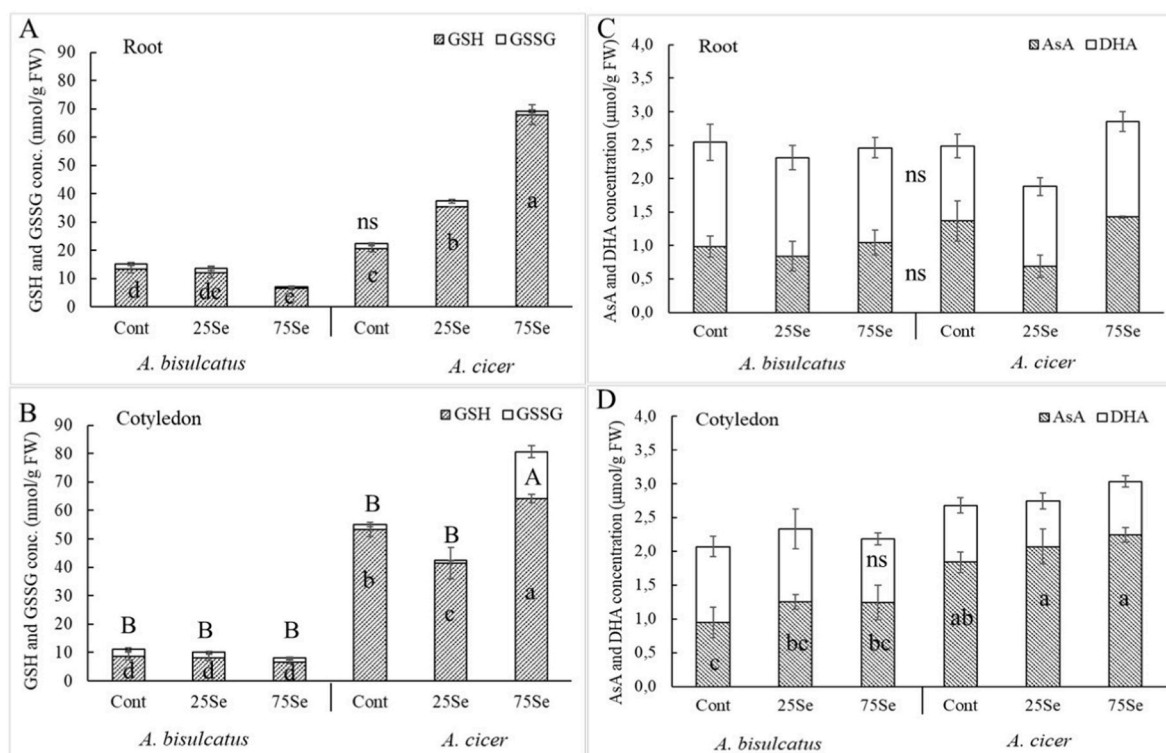 A
Root
GSH GSSG
GSH and GSSG conc. (nmol/g FW)
90
80
70
60
50
40
30
20
10
0
d
dc
e
ns
c
b
a
Cont 25Se 75Se Cont 25Se 75Se
A. bisulcatus A. cicer
C
Root
AsA DHA
AsA and DHA concentration (µmol/g FW)
4,0
3,5
3,0
2,5
2,0
1,5
1,0
0,5
0,0
ns
ns
Cont 25Se 75Se Cont 25Se 75Se
A. bisulcatus A. cicer
B
Cotyledon
GSH GSSG
GSH and GSSG conc. (nmol/g FW)
90
80
70
60
50
40
30
20
10
0
B B B B B A
d d d b c a
Cont 25Se 75Se Cont 25Se 75Se
A. bisulcatus A. cicer
D
Cotyledon
AsA DHA
AsA and DHA concentration (µmol/g FW)
4,0
3,5
3,0
2,5
2,0
1,5
1,0
0,5
0,0
ns
c bc bc ab a a
Cont 25Se 75Se Cont 25Se 75Se
A. bisulcatus A. cicer